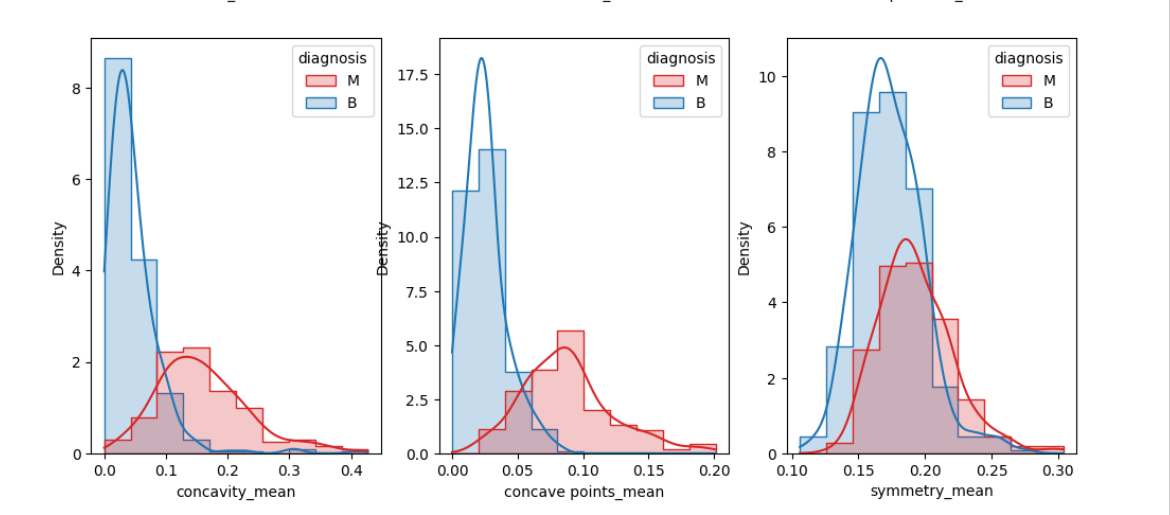 diagnosis
M
B
Density
8
6
4
2
0
0.0 0.1 0.2 0.3 0.4
concavity_mean
diagnosis
M
B
Density
17.5
15.0
12.5
10.0
7.5
5.0
2.5
0.0
0.00 0.05 0.10 0.15 0.20
concave points_mean
diagnosis
M
B
Density
10
8
6
4
2
0
0.10 0.15 0.20 0.25 0.30
symmetry_mean